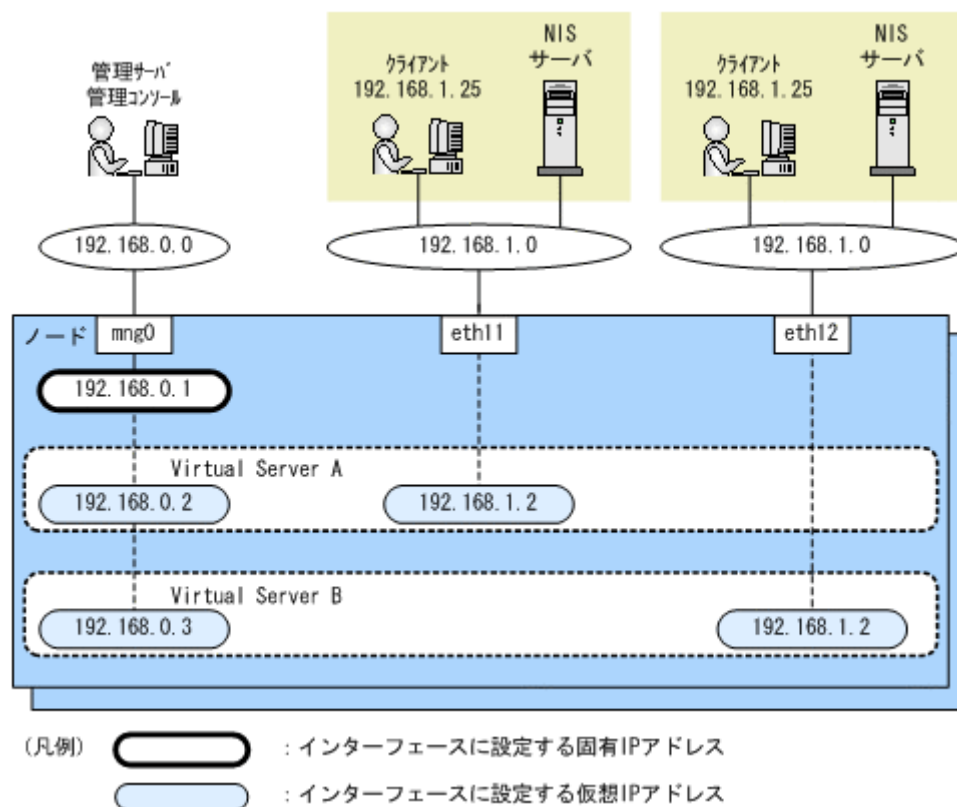 管理サーバ
管理コンソール
クライアント
192.168.1.25
NIS
サーバ
クライアント
192.168.1.25
NIS
サーバ
192.168.0.0
192.168.1.0
192.168.1.0
ノード
mng0
eth11
eth12
192.168.0.1
Virtual Server A
192.168.0.2
192.168.1.2
Virtual Server B
192.168.0.3
192.168.1.2
(凡例)
：インターフェースに設定する固有IPアドレス
：インターフェースに設定する仮想IPアドレス